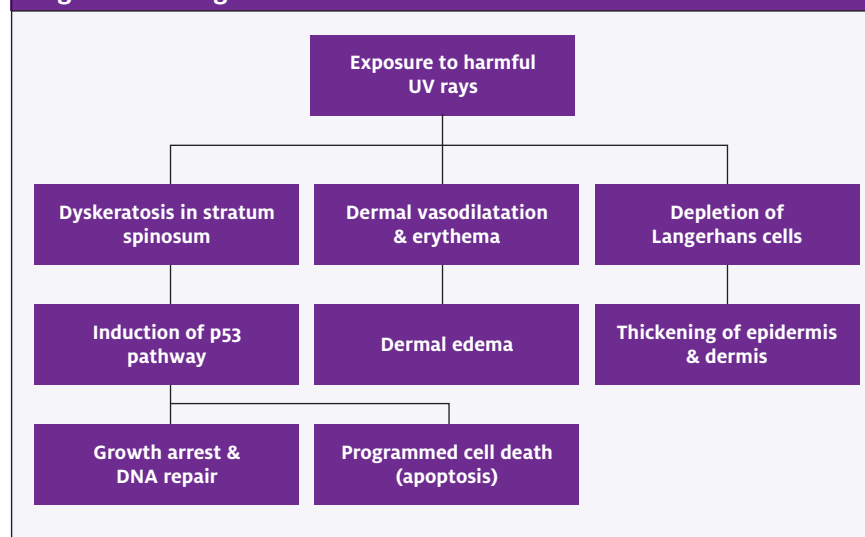 Exposure to harmful
UV rays
Dyskeratosis in stratum
spinosum
Dermal vasodilatation
& erythema
Depletion of
Langerhans cells
Induction of p53
pathway
Dermal edema
Thickening of epidermis
& dermis
Growth arrest &
DNA repair
Programmed cell death
(apoptosis)